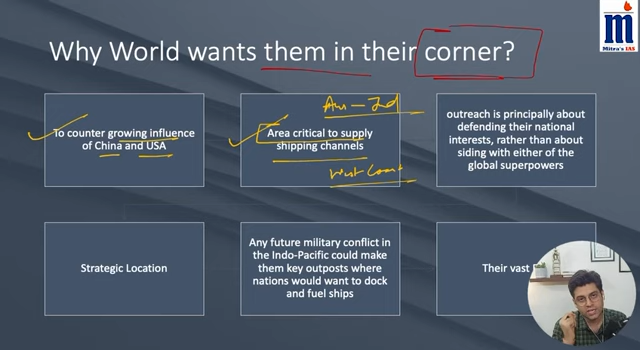 m
Mitra's IAS
Why World wants them in their corner?
Am - Ind
To counter growing influence
of China and USA
Area critical to supply
shipping channels
West Coast
outreach is principally about
defending their national
interests, rather than about
siding with either of the
global superpowers
Strategic Location
Any future military conflict in
the Indo-Pacific could make
them key outposts where
nations would want to dock
and fuel ships
Their vast